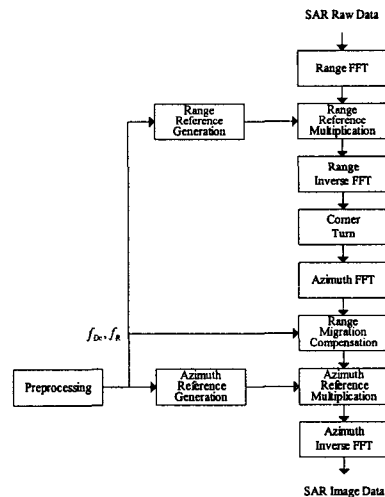 SAR Raw Data
Range FFT
Range
Reference
Generation
Range
Reference
Multiplication
Range
Inverse FFT
Corner
Turn
Azimuth FFT
f_Dc, f_R
Range
Migration
Compensation
Preprocessing
Azimuth
Reference
Generation
Azimuth
Reference
Multiplication
Azimuth
Inverse FFT
SAR Image Data